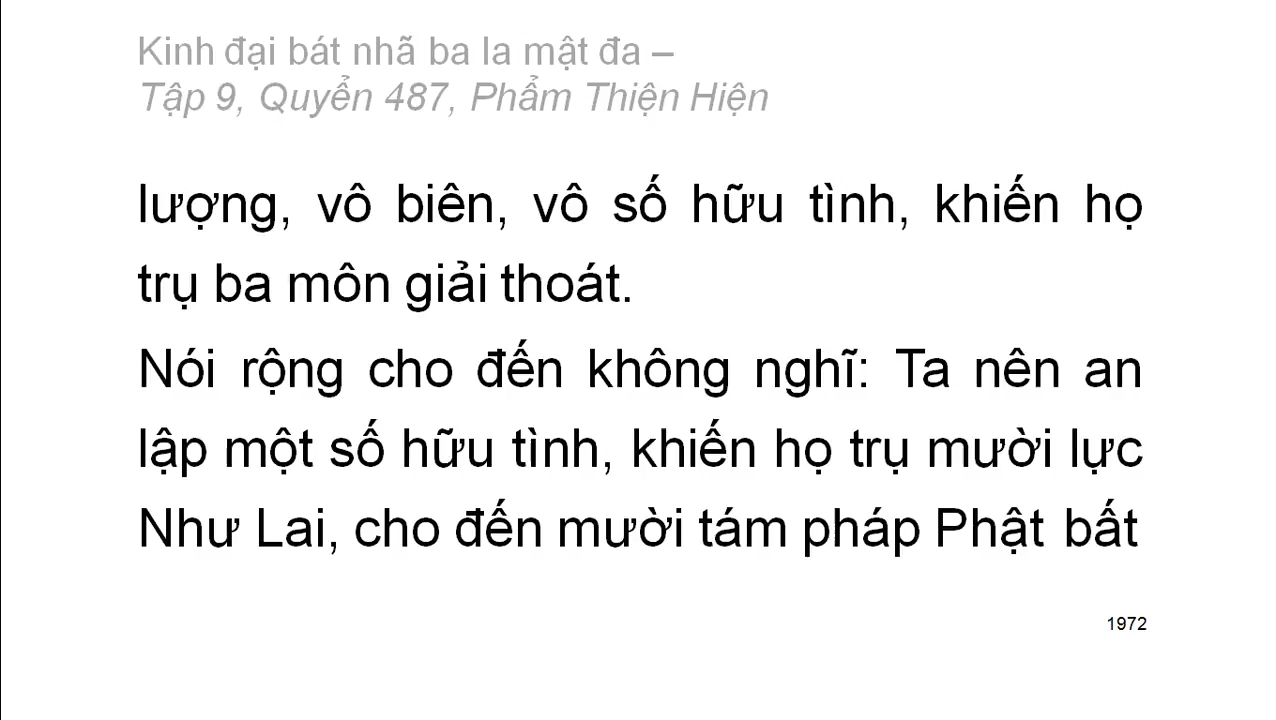 Kinh đại bát nhã ba la mật đa –
Tập 9, Quyển 487, Phẩm Thiện Hiện
lượng, vô biên, vô số hữu tình, khiến họ
trụ ba môn giải thoát.
Nói rộng cho đến không nghĩ: Ta nên an
lập một số hữu tình, khiến họ trụ mười lực
Như Lai, cho đến mười tám pháp Phật bất
1972